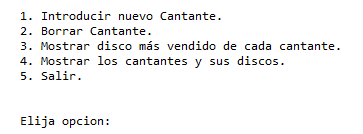 1. Introducir nuevo Cantante.
2. Borrar Cantante.
3. Mostrar disco más vendido de cada cantante.
4. Mostrar los cantantes y sus discos.
5. Salir.
Elija opcion: